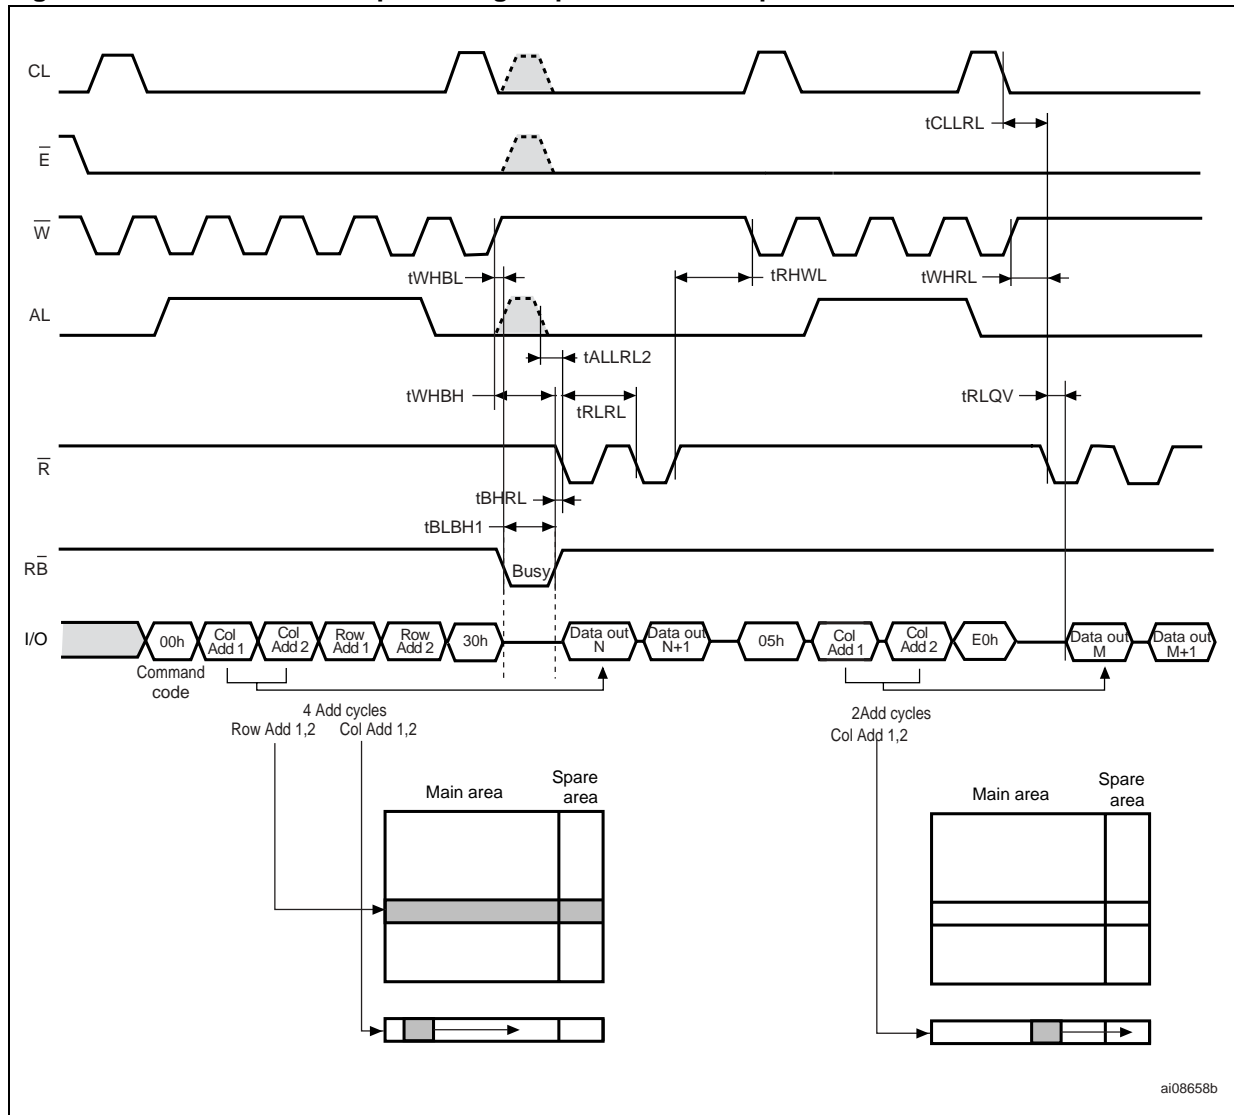 CL
tCLLRL
E
W
tWHBL
tRHWL
tWHRL
AL
tALLRL2
tWHBH
tRLRL
tRLQV
R
tBHRL
tBLBH1
RB
Busy
I/O
00h
Col
Add 1
Col
Add 2
Row
Add 1
Row
Add 2
30h
Data out
N
Data out
N+1
05h
Col
Add 1
Col
Add 2
E0h
Data out
M
Data out
M+1
Command
code
4 Add cycles
Row Add 1,2
Col Add 1,2
2Add cycles
Col Add 1,2
Main area
Spare
area
Main area
Spare
area
ai08658b